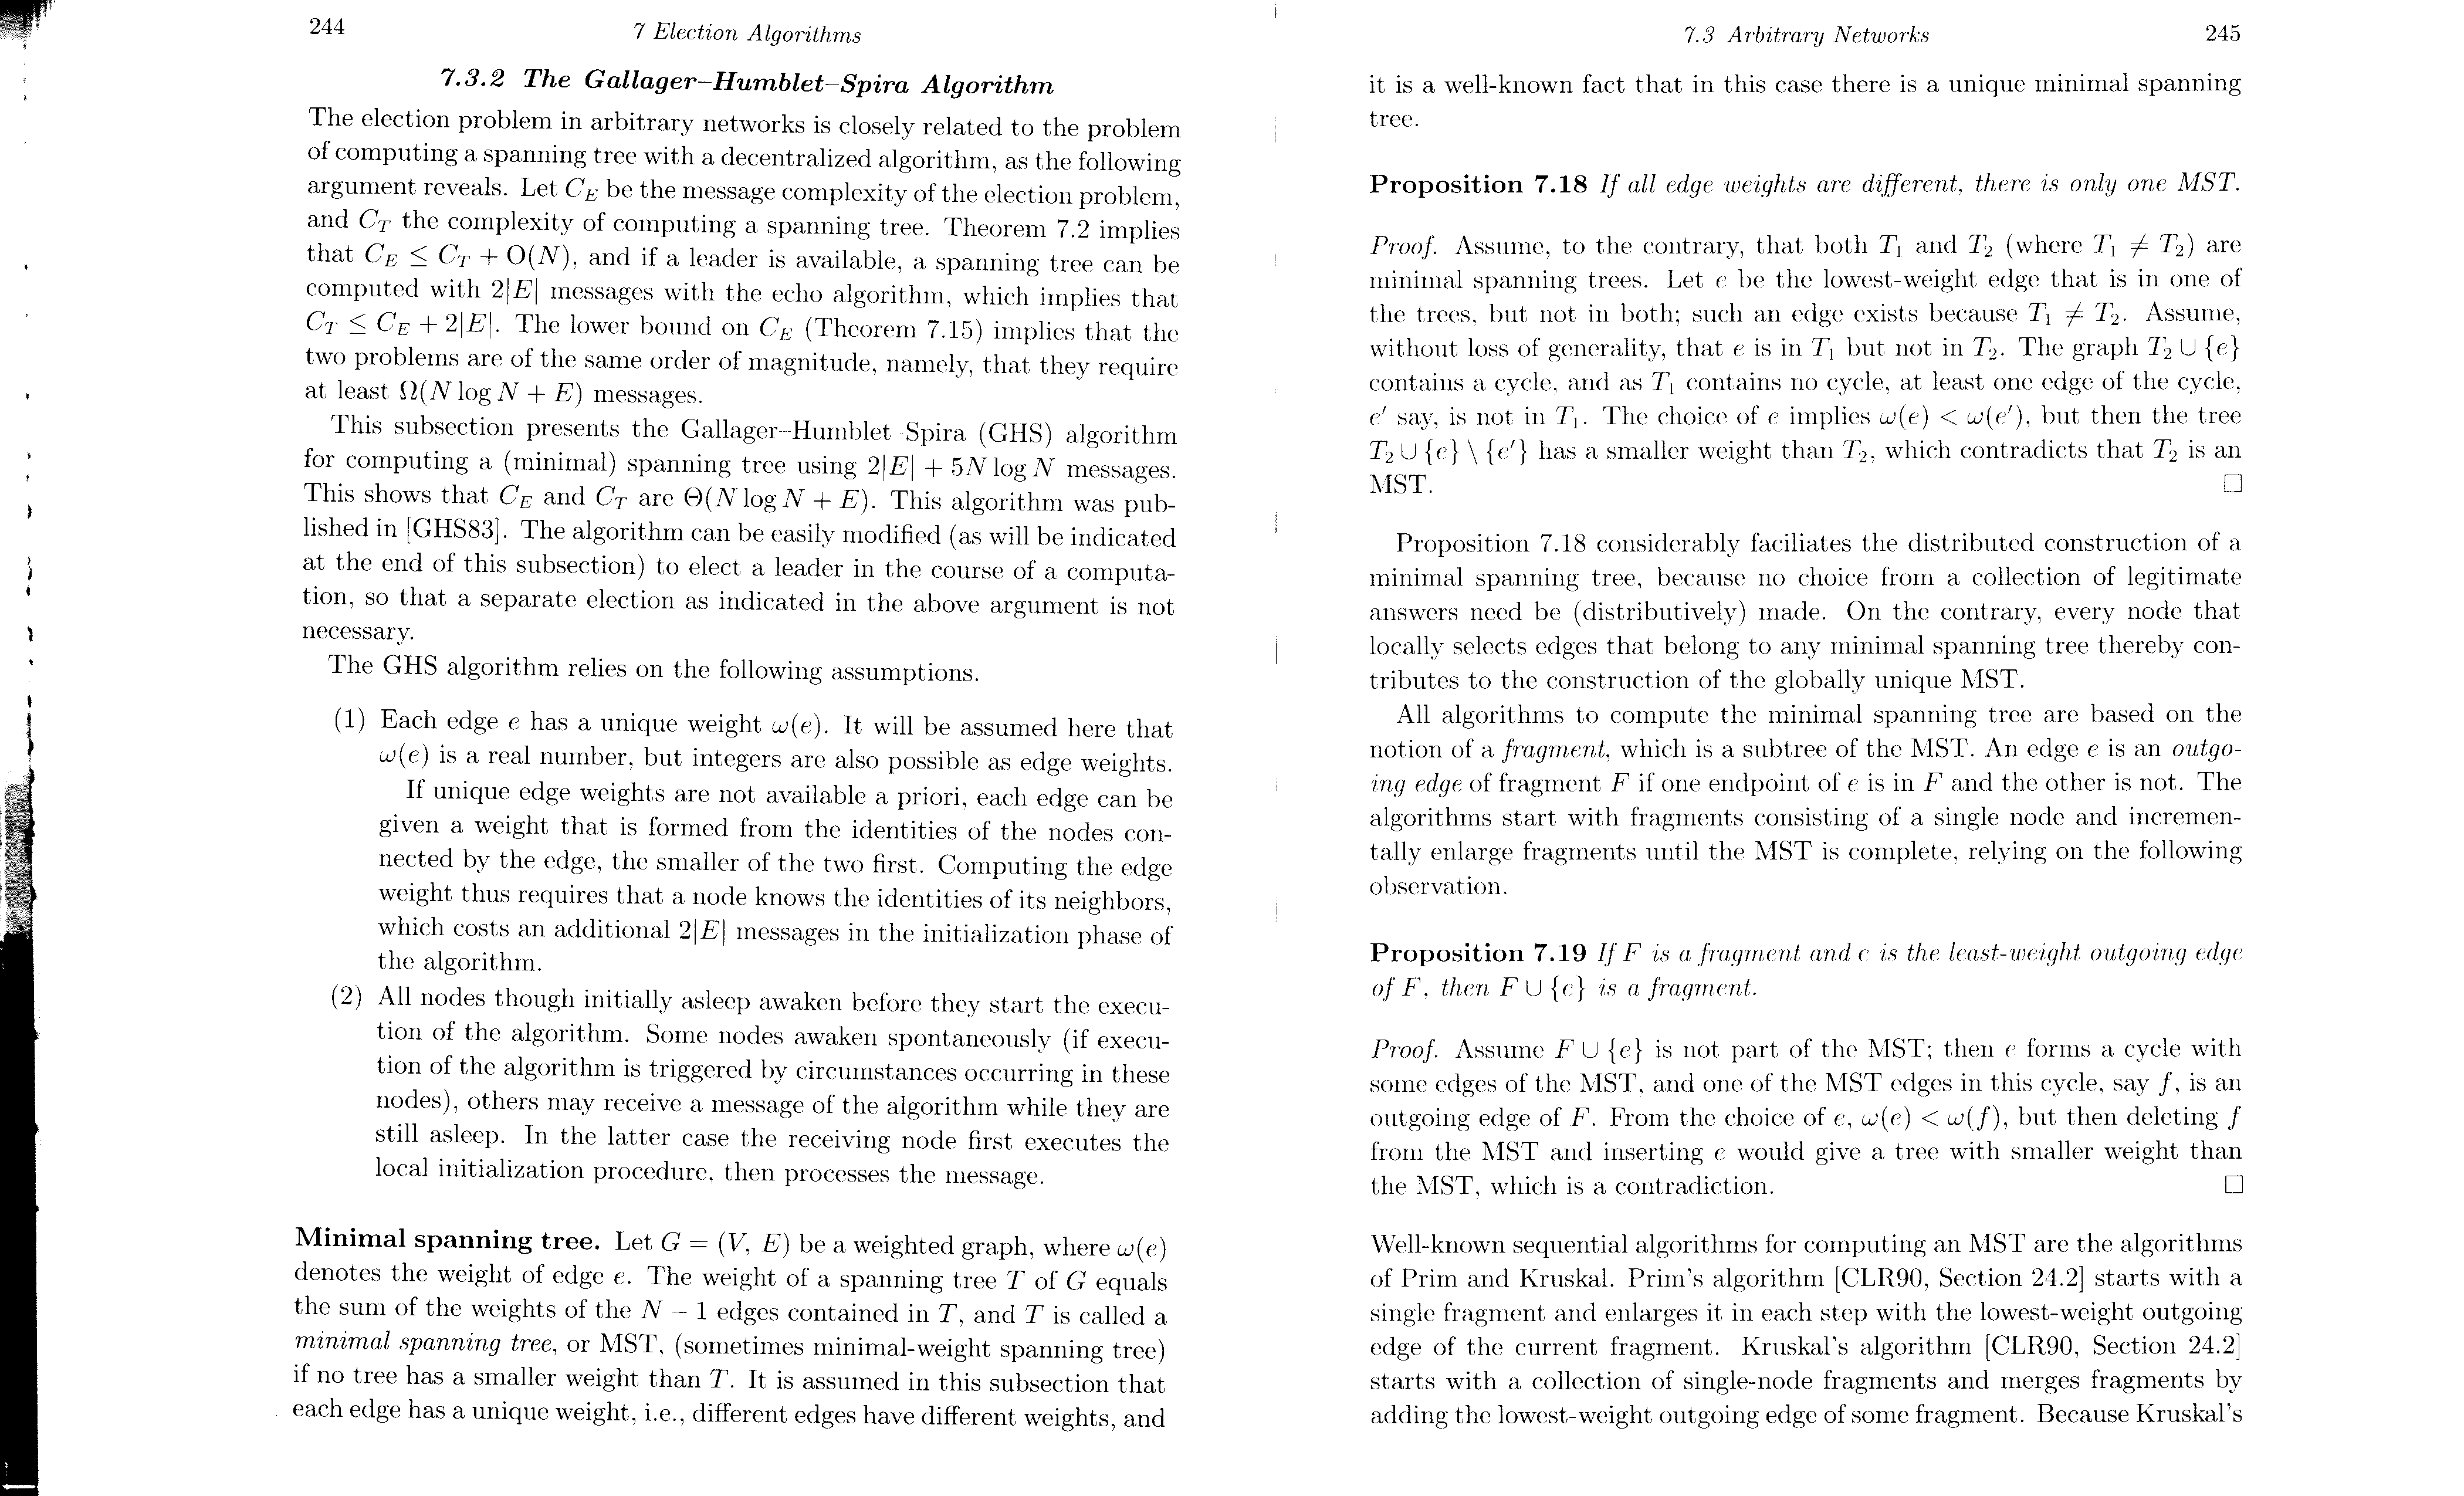 244
7 Election Algorithms
7.3.2 The Gallager–Humblet–Spira Algorithm
The election problem in arbitrary networks is closely related to the problem
of computing a spanning tree with a decentralized algorithm, as the following
argument reveals. Let C_E be the message complexity of the election problem,
and C_T the complexity of computing a spanning tree. Theorem 7.2 implies
that C_E ≤ C_T + O(N), and if a leader is available, a spanning tree can be
computed with 2|E| messages with the echo algorithm, which implies that
C_T ≤ C_E + 2|E|. The lower bound on C_E (Theorem 7.15) implies that the
two problems are of the same order of magnitude, namely, that they require
at least Ω(N log N + E) messages.
This subsection presents the Gallager–Humblet Spira (GHS) algorithm
for computing a (minimal) spanning tree using 2|E| + 5N log N messages.
This shows that C_E and C_T are Θ(N log N + E). This algorithm was pub-
lished in [GHS83]. The algorithm can be easily modified (as will be indicated
at the end of this subsection) to elect a leader in the course of a computa-
tion, so that a separate election as indicated in the above argument is not
necessary.
The GHS algorithm relies on the following assumptions.
(1) Each edge e has a unique weight ω(e). It will be assumed here that
ω(e) is a real number, but integers are also possible as edge weights.
If unique edge weights are not available a priori, each edge can be
given a weight that is formed from the identities of the nodes con-
nected by the edge, the smaller of the two first. Computing the edge
weight thus requires that a node knows the identities of its neighbors,
which costs an additional 2|E| messages in the initialization phase of
the algorithm.
(2) All nodes though initially asleep awaken before they start the execu-
tion of the algorithm. Some nodes awaken spontaneously (if execu-
tion of the algorithm is triggered by circumstances occurring in these
nodes), others may receive a message of the algorithm while they are
still asleep. In the latter case the receiving node first executes the
local initialization procedure, then processes the message.
Minimal spanning tree. Let G = (V, E) be a weighted graph, where ω(e)
denotes the weight of edge e. The weight of a spanning tree T of G equals
the sum of the weights of the N − 1 edges contained in T, and T is called a
minimal spanning tree, or MST, (sometimes minimal-weight spanning tree)
if no tree has a smaller weight than T. It is assumed in this subsection that
each edge has a unique weight, i.e., different edges have different weights, and
7.3 Arbitrary Networks
245
it is a well-known fact that in this case there is a unique minimal spanning
tree.
Proposition 7.18 If all edge weights are different, there is only one MST.
Proof. Assume, to the contrary, that both T₁ and T₂ (where T₁ ≠ T₂) are
minimal spanning trees. Let e be the lowest-weight edge that is in one of
the trees, but not in both; such an edge exists because T₁ ≠ T₂. Assume,
without loss of generality, that e is in T₁ but not in T₂. The graph T₂ ∪ {e}
contains a cycle, and as T₁ contains no cycle, at least one edge of the cycle,
e′ say, is not in T₁. The choice of e implies ω(e) < ω(e′), but then the tree
T₂ ∪ {e} \ {e′} has a smaller weight than T₂, which contradicts that T₂ is an
MST. □
Proposition 7.18 considerably faciliates the distributed construction of a
minimal spanning tree, because no choice from a collection of legitimate
answers need be (distributively) made. On the contrary, every node that
locally selects edges that belong to any minimal spanning tree thereby con-
tributes to the construction of the globally unique MST.
All algorithms to compute the minimal spanning tree are based on the
notion of a fragment, which is a subtree of the MST. An edge e is an outgo-
ing edge of fragment F if one endpoint of e is in F and the other is not. The
algorithms start with fragments consisting of a single node and incremen-
tally enlarge fragments until the MST is complete, relying on the following
observation.
Proposition 7.19 If F is a fragment and e is the least-weight outgoing edge
of F, then F ∪ {e} is a fragment.
Proof. Assume F ∪ {e} is not part of the MST; then e forms a cycle with
some edges of the MST, and one of the MST edges in this cycle, say f, is an
outgoing edge of F. From the choice of e, ω(e) < ω(f), but then deleting f
from the MST and inserting e would give a tree with smaller weight than
the MST, which is a contradiction. □
Well-known sequential algorithms for computing an MST are the algorithms
of Prim and Kruskal. Prim's algorithm [CLR90, Section 24.2] starts with a
single fragment and enlarges it in each step with the lowest-weight outgoing
edge of the current fragment. Kruskal's algorithm [CLR90, Section 24.2]
starts with a collection of single-node fragments and merges fragments by
adding the lowest-weight outgoing edge of some fragment. Because Kruskal's